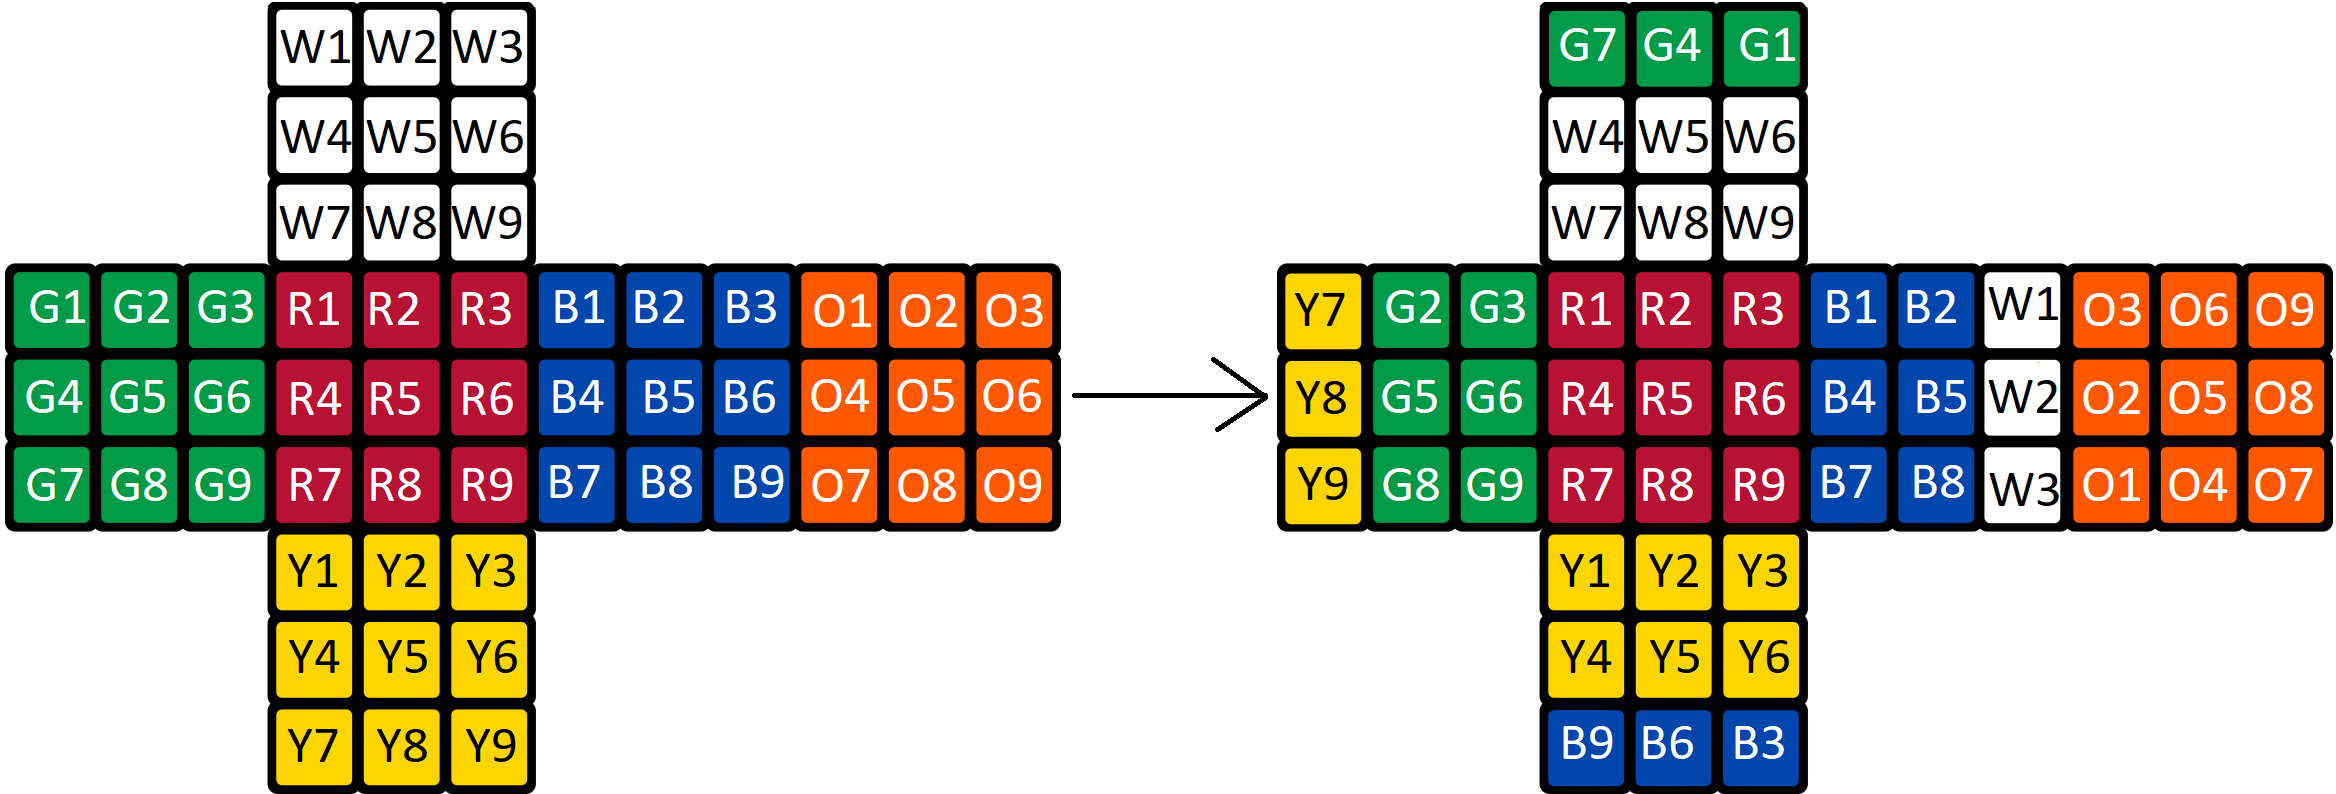 W1 W2 W3
W4 W5 W6
W7 W8 W9
G1 G2 G3 R1 R2 R3 B1 B2 B3 O1 O2 O3
G4 G5 G6 R4 R5 R6 B4 B5 B6 O4 O5 O6
G7 G8 G9 R7 R8 R9 B7 B8 B9 O7 O8 O9
Y1 Y2 Y3
Y4 Y5 Y6
Y7 Y8 Y9
G7 G4 G1
W4 W5 W6
W7 W8 W9
Y7 G2 G3 R1 R2 R3 B1 B2 W1 O3 O6 O9
Y8 G5 G6 R4 R5 R6 B4 B5 W2 O2 O5 O8
Y9 G8 G9 R7 R8 R9 B7 B8 W3 O1 O4 O7
Y1 Y2 Y3
Y4 Y5 Y6
B9 B6 B3